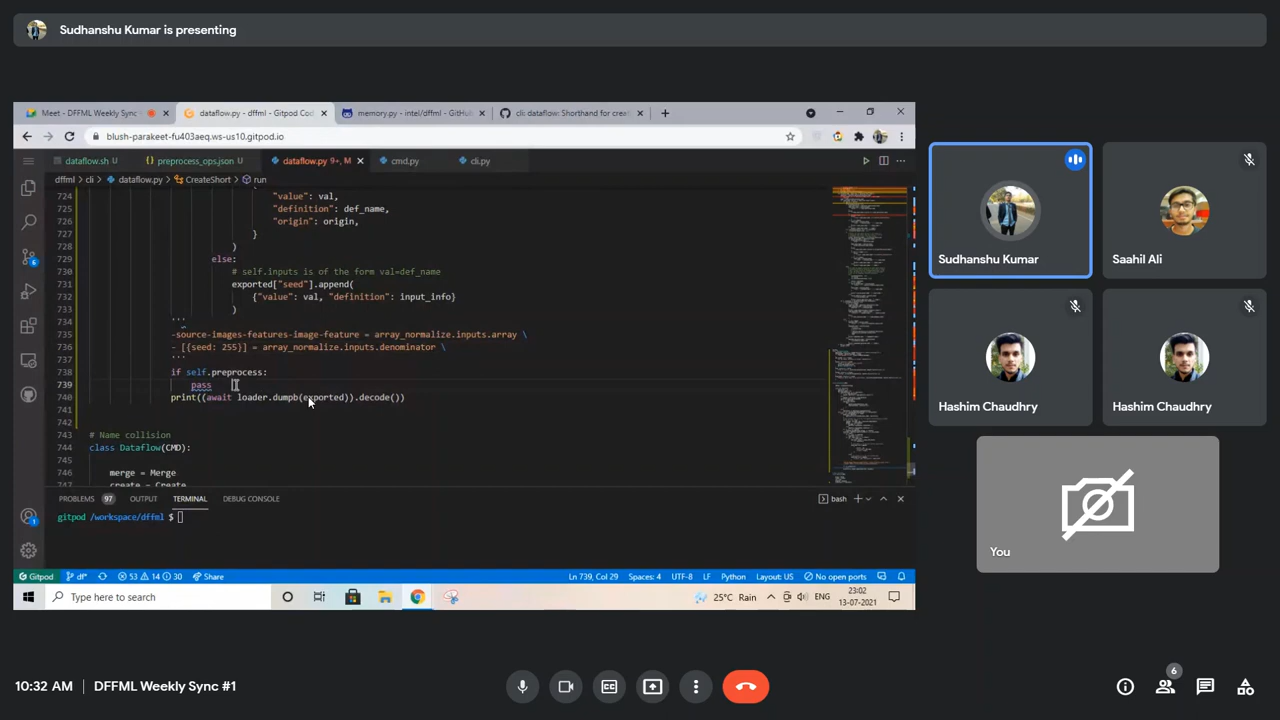 Sudhanshu Kumar is presenting
Meet - DFFML Weekly Sync
dataflow.py - dffml - Gitpod Cod
memory.py - intel/dffml - GitHub
cli: dataflow: Shorthand for creat
blush-parakeet-fu403aeq.ws-us10.gitpod.io
dataflow.sh U
preprocess_ops.json U
dataflow.py 9+, M
cmd.py
cli.py
dffml > cli > dataflow.py > CreateShort > run
724 "value": val,
725 "definition": def_name,
726 "origin": origin,
727 }
728 )
729 else:
730 # self.inputs is of the form val=def_name
731 exported["seed"].append(
732 {"value": val, "definition": input_info}
733 )
734 '''
735 -source-images-features-image-feature = array_normalize.inputs.array \
736 - [{seed: 255}] = array_normalize.inputs.denominator \
737 '''
738 if self.preprocess:
739 pass
740 print((await loader.dumpb(exported)).decode())
741
742
743 # Name collision
744 class Dataflow(CMD):
745
746 merge = Merge
747 create = Create
PROBLEMS 97 OUTPUT TERMINAL DEBUG CONSOLE
bash
gitpod /workspace/dffml $
Gitpod df* 53 14 30 Share
Ln 739, Col 29 Spaces: 4 UTF-8 LF Python Layout: US No open ports
Type here to search
25°C Rain ENG 23:02
13-07-2021
Sudhanshu Kumar
Saahil Ali
Hashim Chaudhry
Hashim Chaudhry
You
10:32 AM DFFML Weekly Sync #1
6